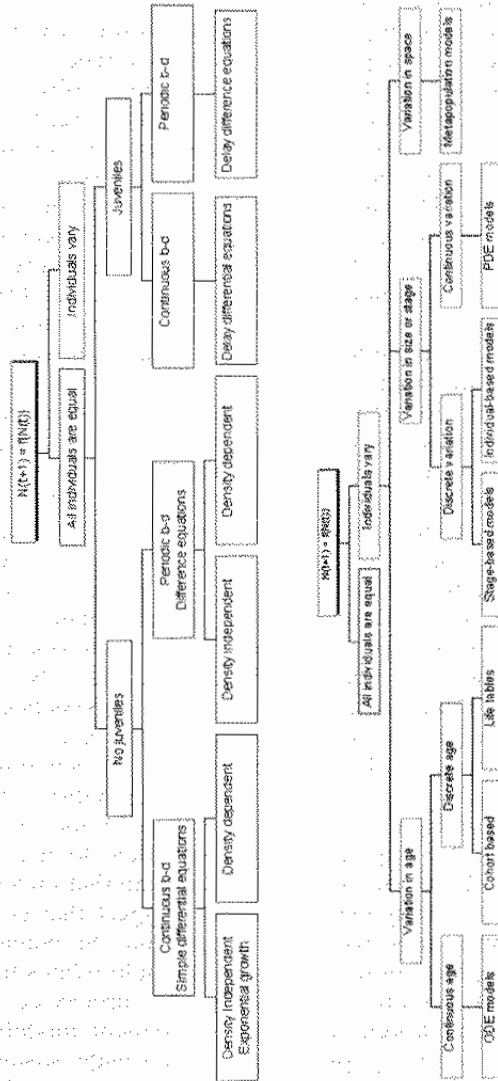 N(t+1) = f{N(t)}
All individuals are equal
Individuals vary
No juveniles
Juveniles
Continuous b-d
Simple differential equations
Periodic b-d
Difference equations
Continuous b-d
Periodic b-d
Density Independent
Exponential growth
Density dependent
Density Independent
Density dependent
Delay differential equations
Delay difference equations
N(t+1) = f{N(t)}
All individuals are equal
Individuals vary
Variation in age
Variation in size or stage
Variation in space
Continuous age
Discrete age
Discrete variation
Continuous variation
Metapopulation models
ODE models
Cohort based
Life tables
Stage-based models
Individual-based models
PDE models